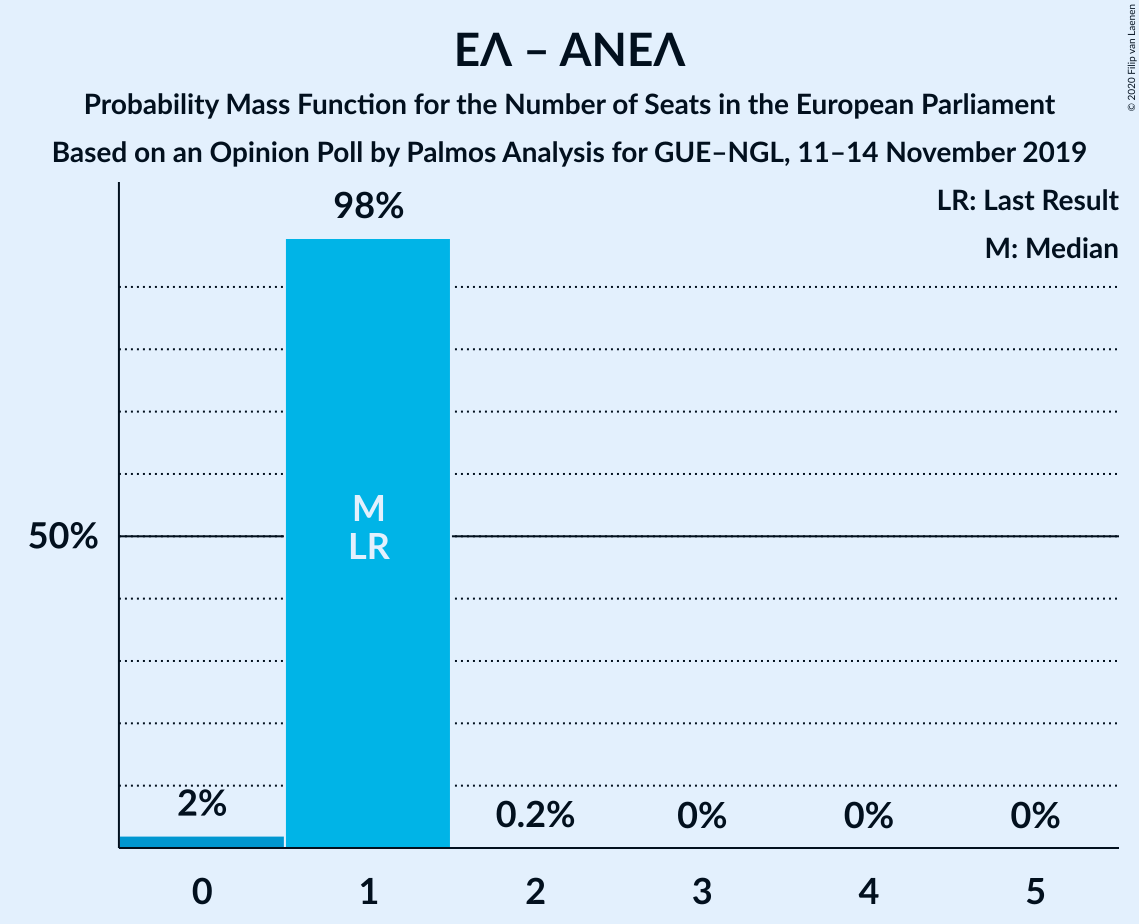 ΕΛ – ΑΝΕΛ
Probability Mass Function for the Number of Seats in the European Parliament
Based on an Opinion Poll by Palmos Analysis for GUE–NGL, 11–14 November 2019
© 2020 Filip van Laenen
LR: Last Result
M: Median
98%
M
LR
50%
2%
0.2%
0%
0%
0%
0
1
2
3
4
5